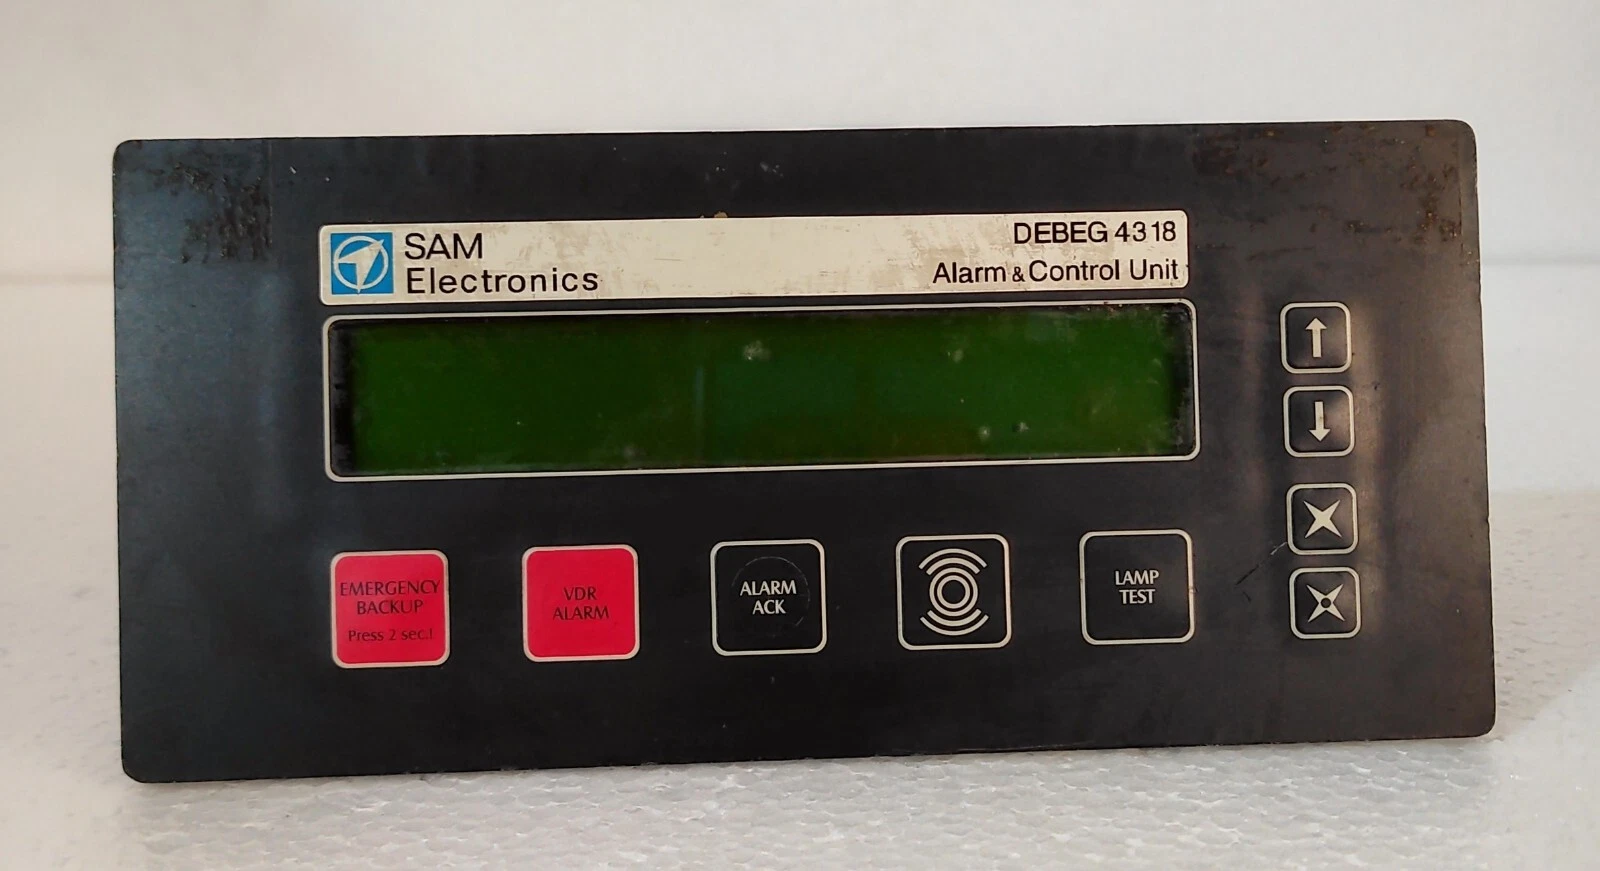 SAM
Electronics
DEBEG 4318
Alarm & Control Unit
EMERGENCY
BACKUP
Press 2 sec.!
VDR
ALARM
ALARM
ACK
LAMP
TEST